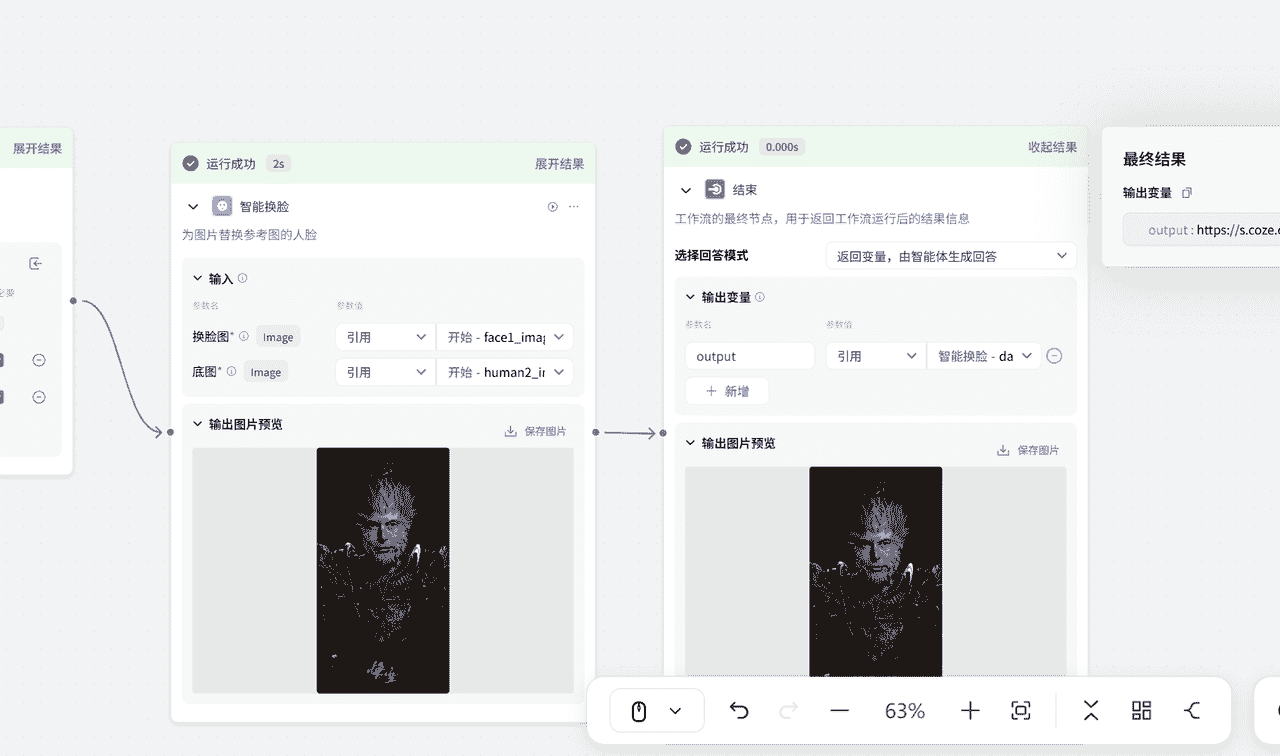 展开结果
运行成功 2s 展开结果
智能换脸
为图片替换参考图的人脸
输入
参数名 参数值
换脸图* Image 引用 开始 - face1_imag
底图* Image 引用 开始 - human2_ir
输出图片预览
保存图片
运行成功 0.000s 收起结果
结束
工作流的最终节点，用于返回工作流运行后的结果信息
选择回答模式 返回变量，由智能体生成回答
输出变量
参数名 参数值
output 引用 智能换脸 - da
新增
输出图片预览
保存图片
最终结果
输出变量
output : https://s.coze.c
63%